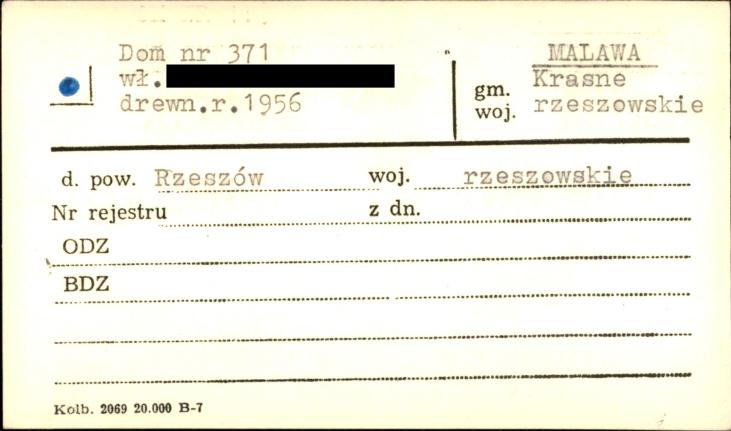 Dom nr 371
wł.
drewn.r.1956
MALAWA
gm. Krasne
woj. rzeszowskie
d. pow. Rzeszów woj. rzeszowskie
Nr rejestru z dn.
ODZ
BDZ
Kolb. 2069 20.000 B-7